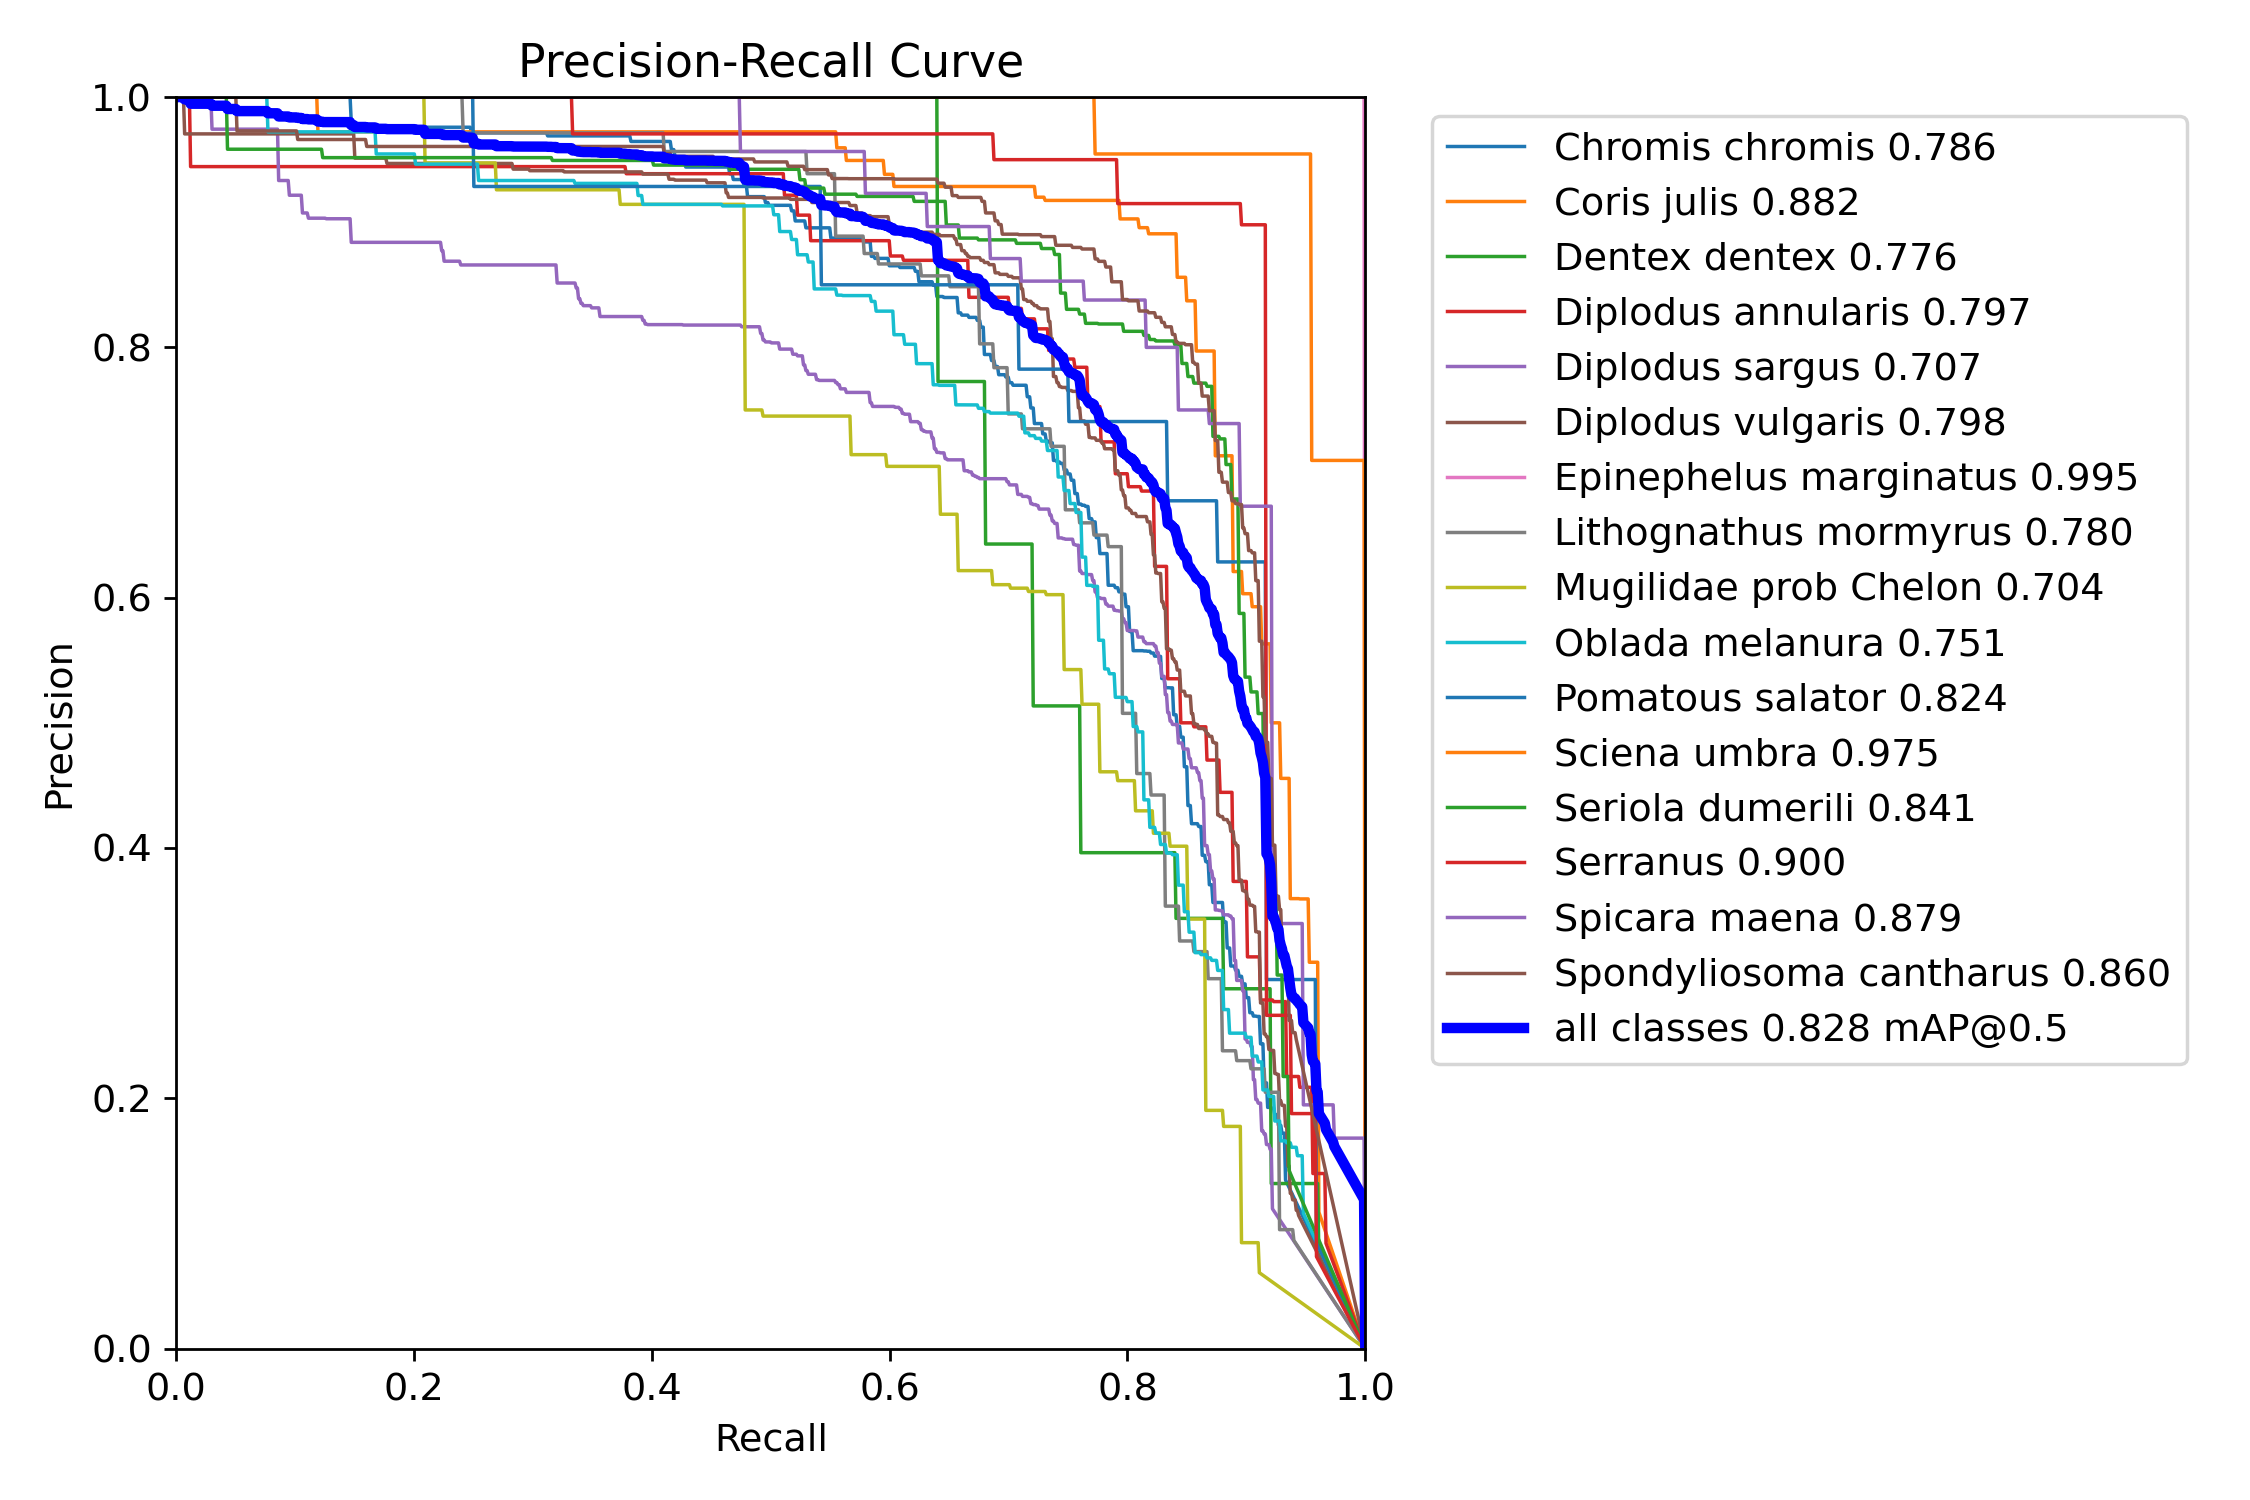 Precision-Recall Curve
1.0
0.8
0.6
0.4
0.2
0.0
Precision
0.0 0.2 0.4 0.6 0.8 1.0
Recall
Chromis chromis 0.786
Coris julis 0.882
Dentex dentex 0.776
Diplodus annularis 0.797
Diplodus sargus 0.707
Diplodus vulgaris 0.798
Epinephelus marginatus 0.995
Lithognathus mormyrus 0.780
Mugilidae prob Chelon 0.704
Oblada melanura 0.751
Pomatous salator 0.824
Sciena umbra 0.975
Seriola dumerili 0.841
Serranus 0.900
Spicara maena 0.879
Spondyliosoma cantharus 0.860
all classes 0.828 mAP@0.5